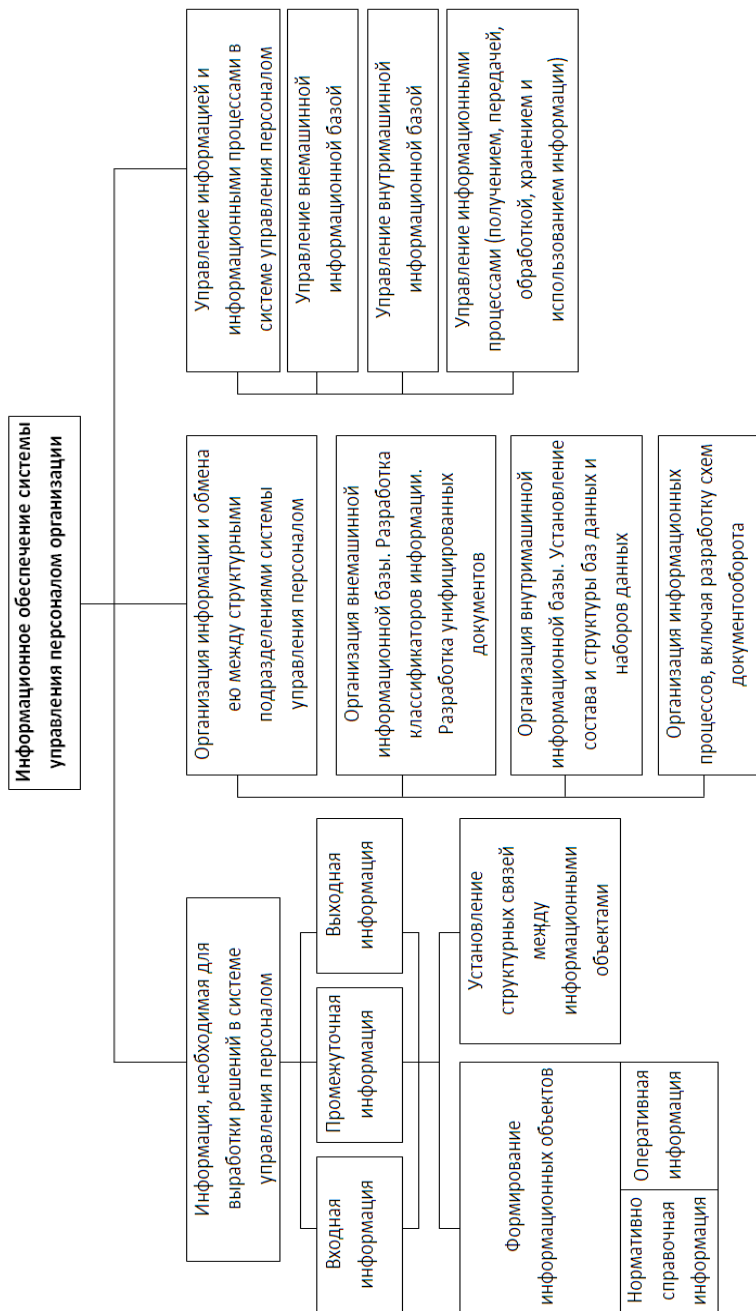 Информационное обеспечение системы
управления персоналом организации
Информация, необходимая для
выработки решений в системе
управления персоналом
Входная
информация
Промежуточная
информация
Выходная
информация
Формирование
информационных объектов
Нормативно
справочная
информация
Оперативная
информация
Установление
структурных связей
между
информационными
объектами
Организация информации и обмена
ею между структурными
подразделениями системы
управления персоналом
Организация внемашинной
информационной базы. Разработка
классификаторов информации.
Разработка унифицированных
документов
Организация внутримашинной
информационной базы. Установление
состава и структуры баз данных и
наборов данных
Организация информационных
процессов, включая разработку схем
документооборота
Управление информацией и
информационными процессами в
системе управления персоналом
Управление внемашинной
информационной базой
Управление внутримашинной
информационной базой
Управление информационными
процессами (получением, передачей,
обработкой, хранением и
использованием информации)